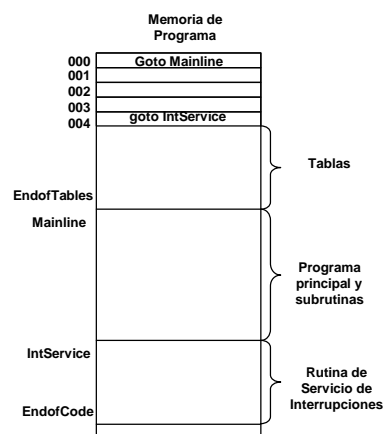 Memoria de
Programa
000 Goto Mainline
001
002
003
004 goto IntService
Tablas
EndofTables
Mainline
Programa
principal y
subrutinas
IntService
Rutina de
Servicio de
Interrupciones
EndofCode